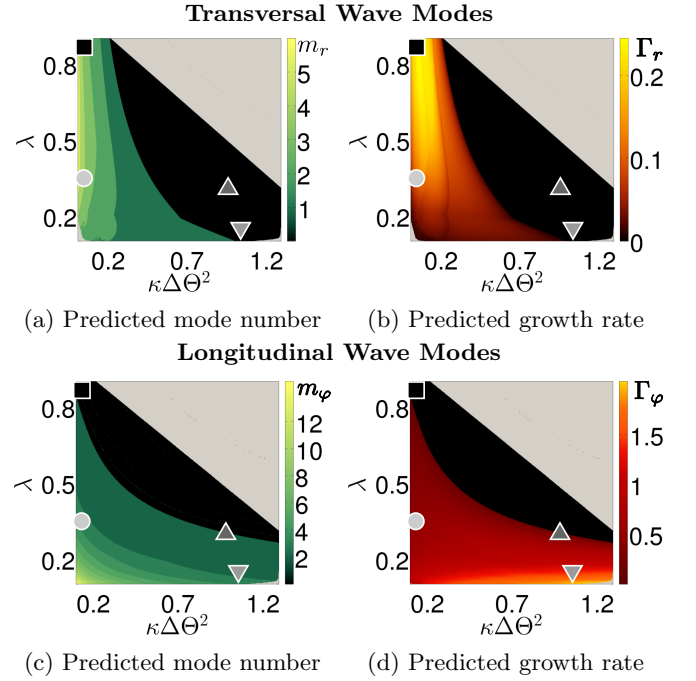 Transversal Wave Modes
0.8
0.5
0.2
λ
0.2 0.7 1.2
κΔΘ²
m_r
5
4
3
2
1
0.8
0.5
0.2
λ
0.2 0.7 1.2
κΔΘ²
Γ_r
0.2
0.1
0
(a) Predicted mode number
(b) Predicted growth rate
Longitudinal Wave Modes
0.8
0.5
0.2
λ
0.2 0.7 1.2
κΔΘ²
m_φ
12
10
8
6
4
2
0.8
0.5
0.2
λ
0.2 0.7 1.2
κΔΘ²
Γ_φ
1.5
1
0.5
(c) Predicted mode number
(d) Predicted growth rate